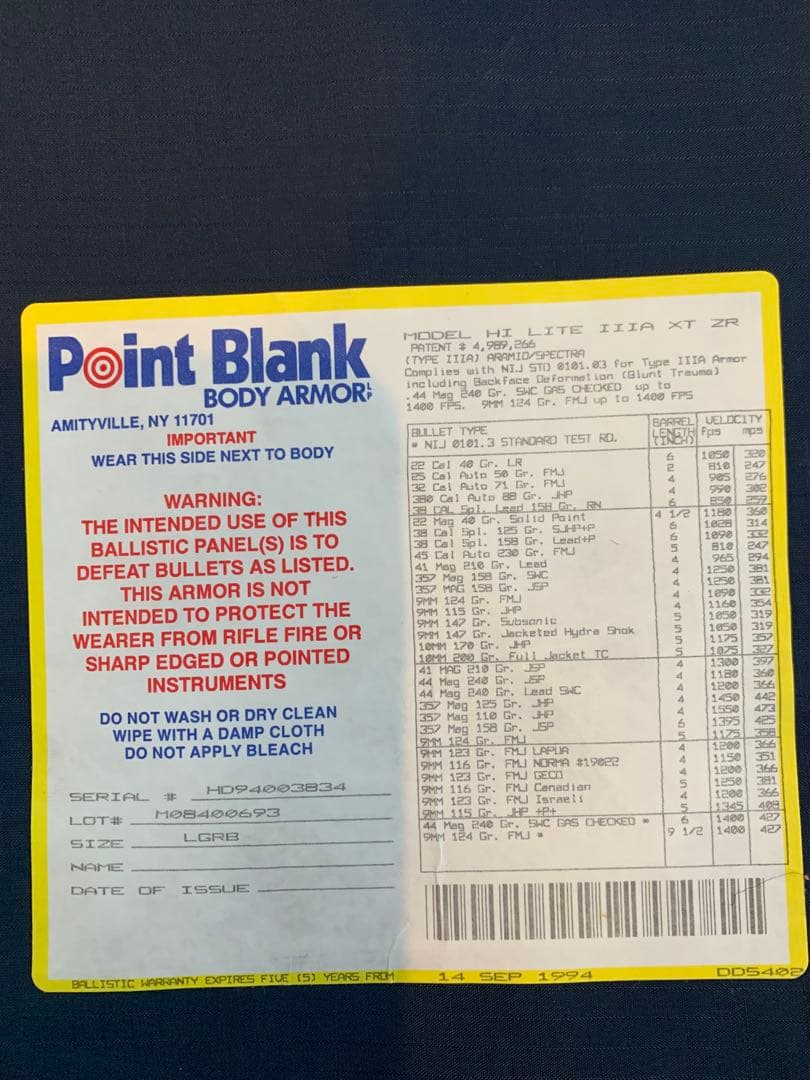 Point Blank
BODY ARMOR LP
AMITYVILLE, NY 11701
IMPORTANT
WEAR THIS SIDE NEXT TO BODY
WARNING:
THE INTENDED USE OF THIS
BALLISTIC PANEL(S) IS TO
DEFEAT BULLETS AS LISTED.
THIS ARMOR IS NOT
INTENDED TO PROTECT THE
WEARER FROM RIFLE FIRE OR
SHARP EDGED OR POINTED
INSTRUMENTS
DO NOT WASH OR DRY CLEAN
WIPE WITH A DAMP CLOTH
DO NOT APPLY BLEACH
SERIAL # HD94003834
LOT# M08400693
SIZE LGRB
NAME
DATE OF ISSUE
MODEL HI LITE IIIA XT ZR
PATENT # 4,989,266
(TYPE IIIA) ARAMID/SPECTRA
Complies with NIJ STD 0101.03 for Type IIIA Armor
including Backface Deformation (Blunt Trauma)
.44 Mag 240 Gr. SWC GAS CHECKED up to
1400 FPS. 9MM 124 Gr. FMJ up to 1400 FPS
BULLET TYPE BARREL LENGTH (INCH) VELOCITY
* NIJ 0101.3 STANDARD TEST RD. fps mps
22 Cal 40 Gr. LR 6 1050 320
25 Cal Auto 50 Gr. FMJ 2 810 247
32 Cal Auto 71 Gr. FMJ 4 905 276
380 Cal Auto 88 Gr. JHP 4 990 302
38 CAL Spl. Lead 158 Gr. RN 6 850 259
22 Mag 40 Gr. Solid Point 4 1/2 1180 360
38 Cal Spl. 125 Gr. SJHP+P 6 1028 314
38 Cal Spl. 158 Gr. Lead+P 6 1090 332
45 Cal Auto 230 Gr. FMJ 5 810 247
41 Mag 210 Gr. Lead 4 965 294
357 Mag 158 Gr. SWC 4 1250 381
357 MAG 158 Gr. JSP 4 1250 381
9MM 124 Gr. FMJ 4 1090 332
9MM 115 Gr. JHP 4 1160 354
9MM 147 Gr. Subsonic 5 1050 319
9MM 147 Gr. Jacketed Hydra Shok 5 1050 319
10MM 170 Gr. JHP 5 1175 357
10MM 200 Gr. Full Jacket TC 5 1075 327
41 MAG 210 Gr. JSP 4 1300 397
44 Mag 240 Gr. JSP 4 1180 360
44 Mag 240 Gr. Lead SWC 4 1200 366
357 Mag 125 Gr. JHP 4 1450 442
357 Mag 110 Gr. JHP 4 1550 473
357 Mag 158 Gr. JSP 6 1395 425
9MM 124 Gr. FMJ 5 1175 358
9MM 123 Gr. FMJ LAPUA 4 1200 366
9MM 116 Gr. FMJ NORMA #19022 4 1150 351
9MM 123 Gr. FMJ GECO 4 1200 366
9MM 116 Gr. FMJ Canadian 5 1250 381
9MM 123 Gr. FMJ Israeli 4 1200 366
9MM 115 Gr. JHP +P+ 5 1345 408
44 Mag 240 Gr. SWC GAS CHECKED * 6 1400 427
9MM 124 Gr. FMJ * 9 1/2 1400 427
BALLISTIC WARRANTY EXPIRES FIVE (5) YEARS FROM 14 SEP 1994 DDS402